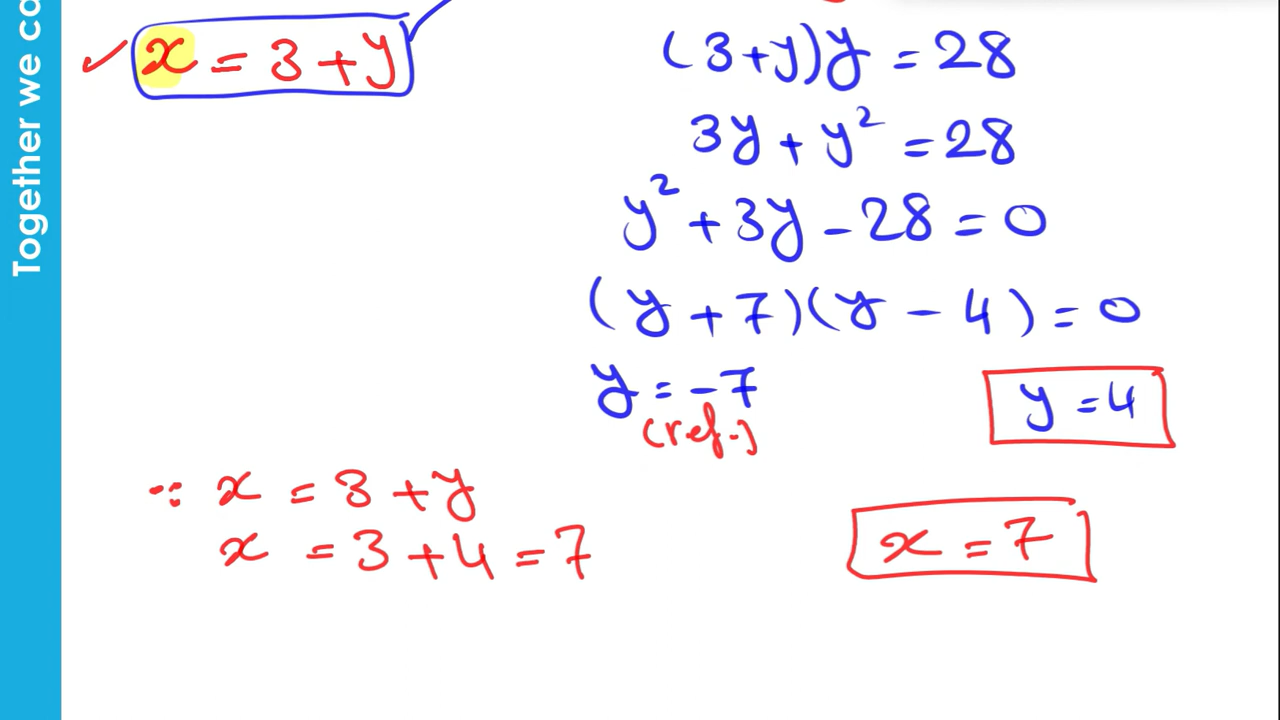 Together we ca
x = 3 + y
(3+y)y = 28
3y + y² = 28
y² + 3y - 28 = 0
(y + 7)(y - 4) = 0
y = -7
y = 4
(ref.)
∵ x = 3 + y
x = 3 + 4 = 7
x = 7